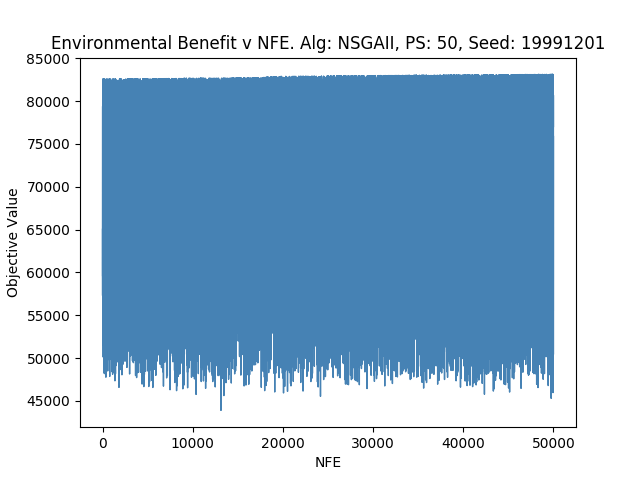 Environmental Benefit v NFE. Alg: NSGAII, PS: 50, Seed: 19991201
85000
80000
75000
70000
65000
60000
55000
50000
45000
Objective Value
0 10000 20000 30000 40000 50000
NFE